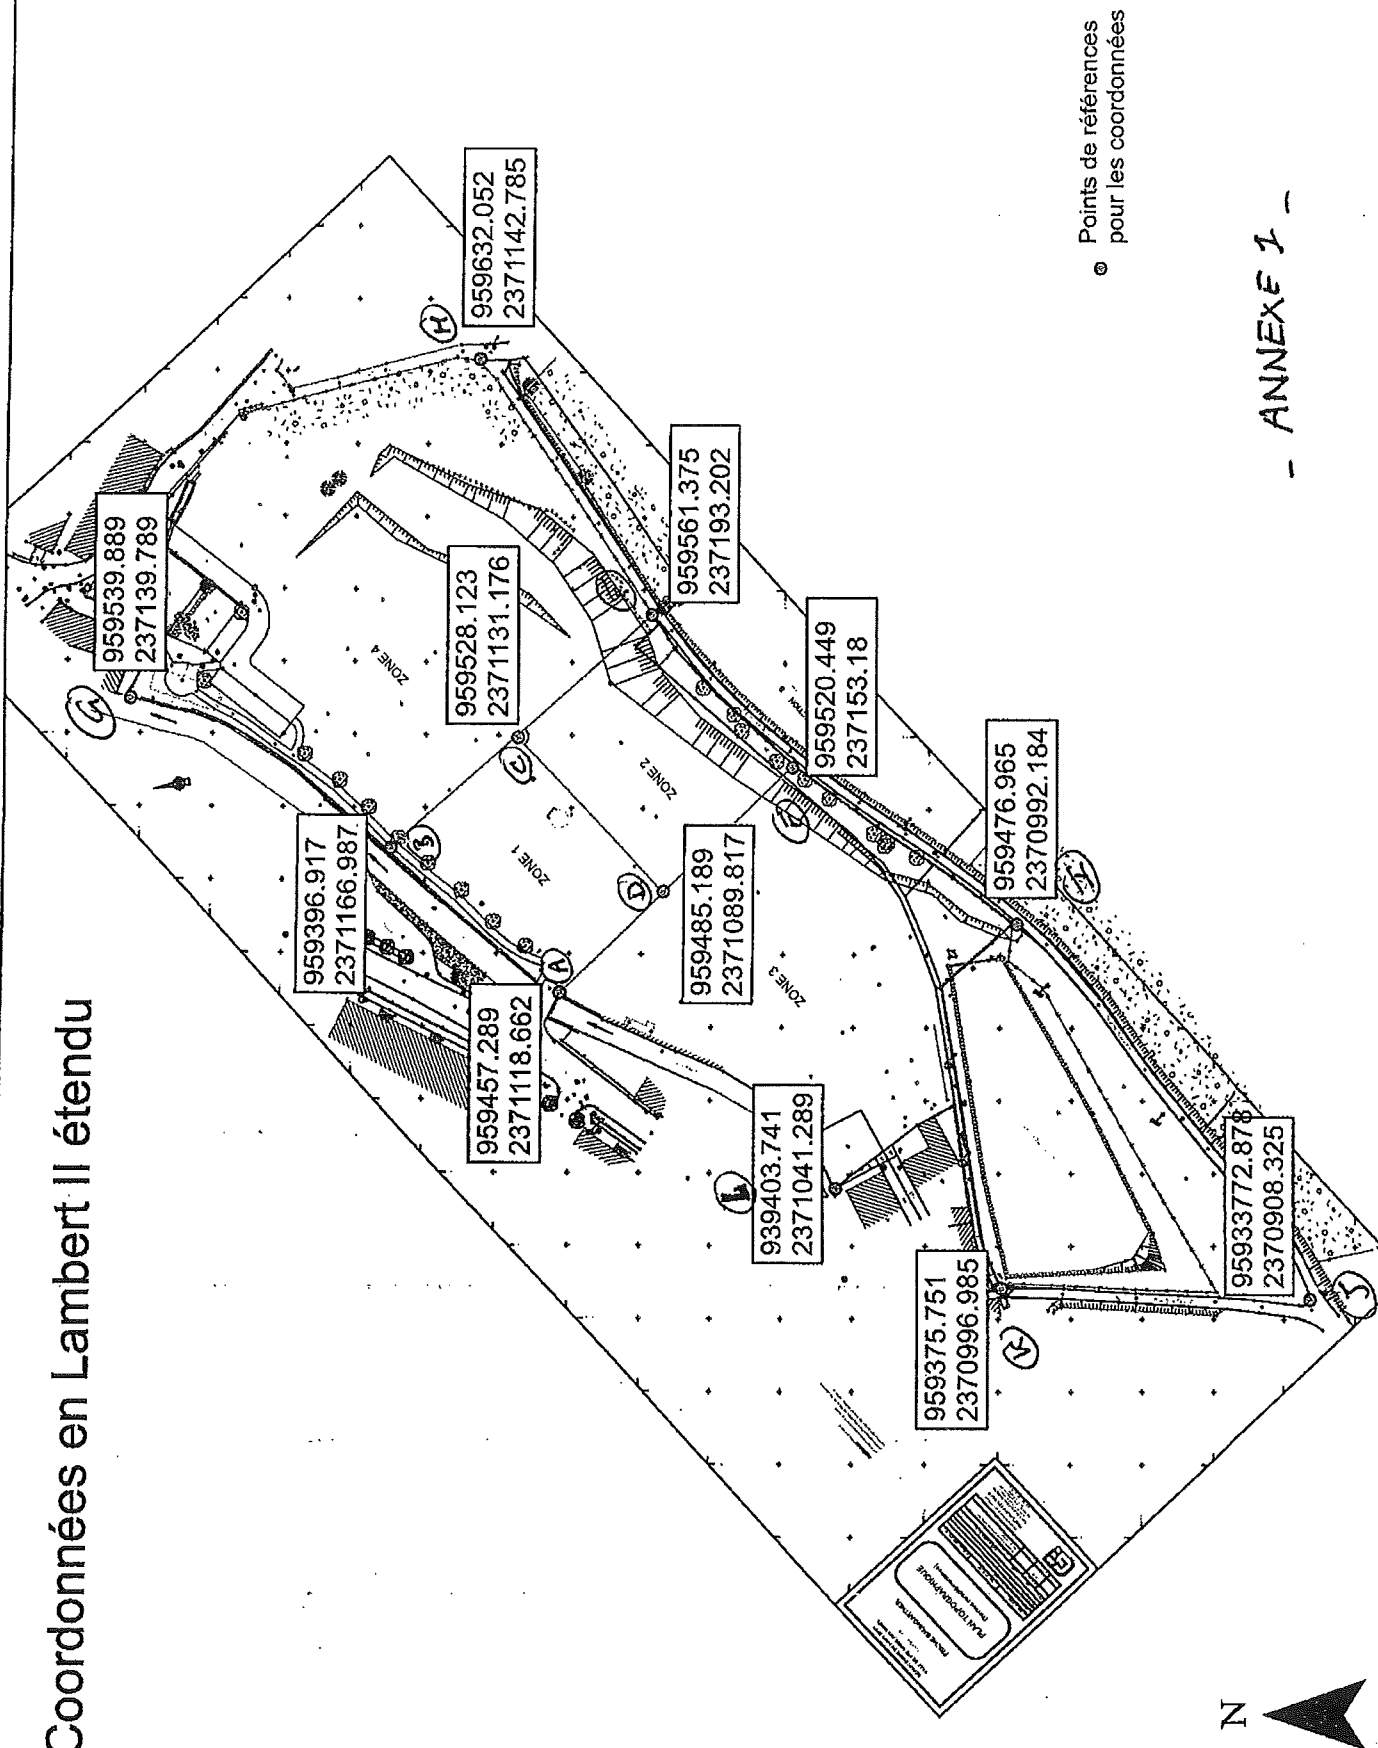 Coordonnées en Lambert II étendu
959539.889
237139.789
G
H
959632.052
2371142.785
959528.123
2371131.176
ZONE 4
959561.375
237193.202
C
959396.917
2371166.987
B
ZONE 1
ZONE 2
959520.449
237153.18
D
A
959485.189
2371089.817
959457.289
2371118.662
ZONE 3
959476.965
2370992.184
L
939403.741
2371041.289
959375.751
2370996.985
K
95933772.878
2370908.325
J
PLAN TOPOGRAPHIQUE
Points de références
pour les coordonnées
- ANNEXE 1 -
N